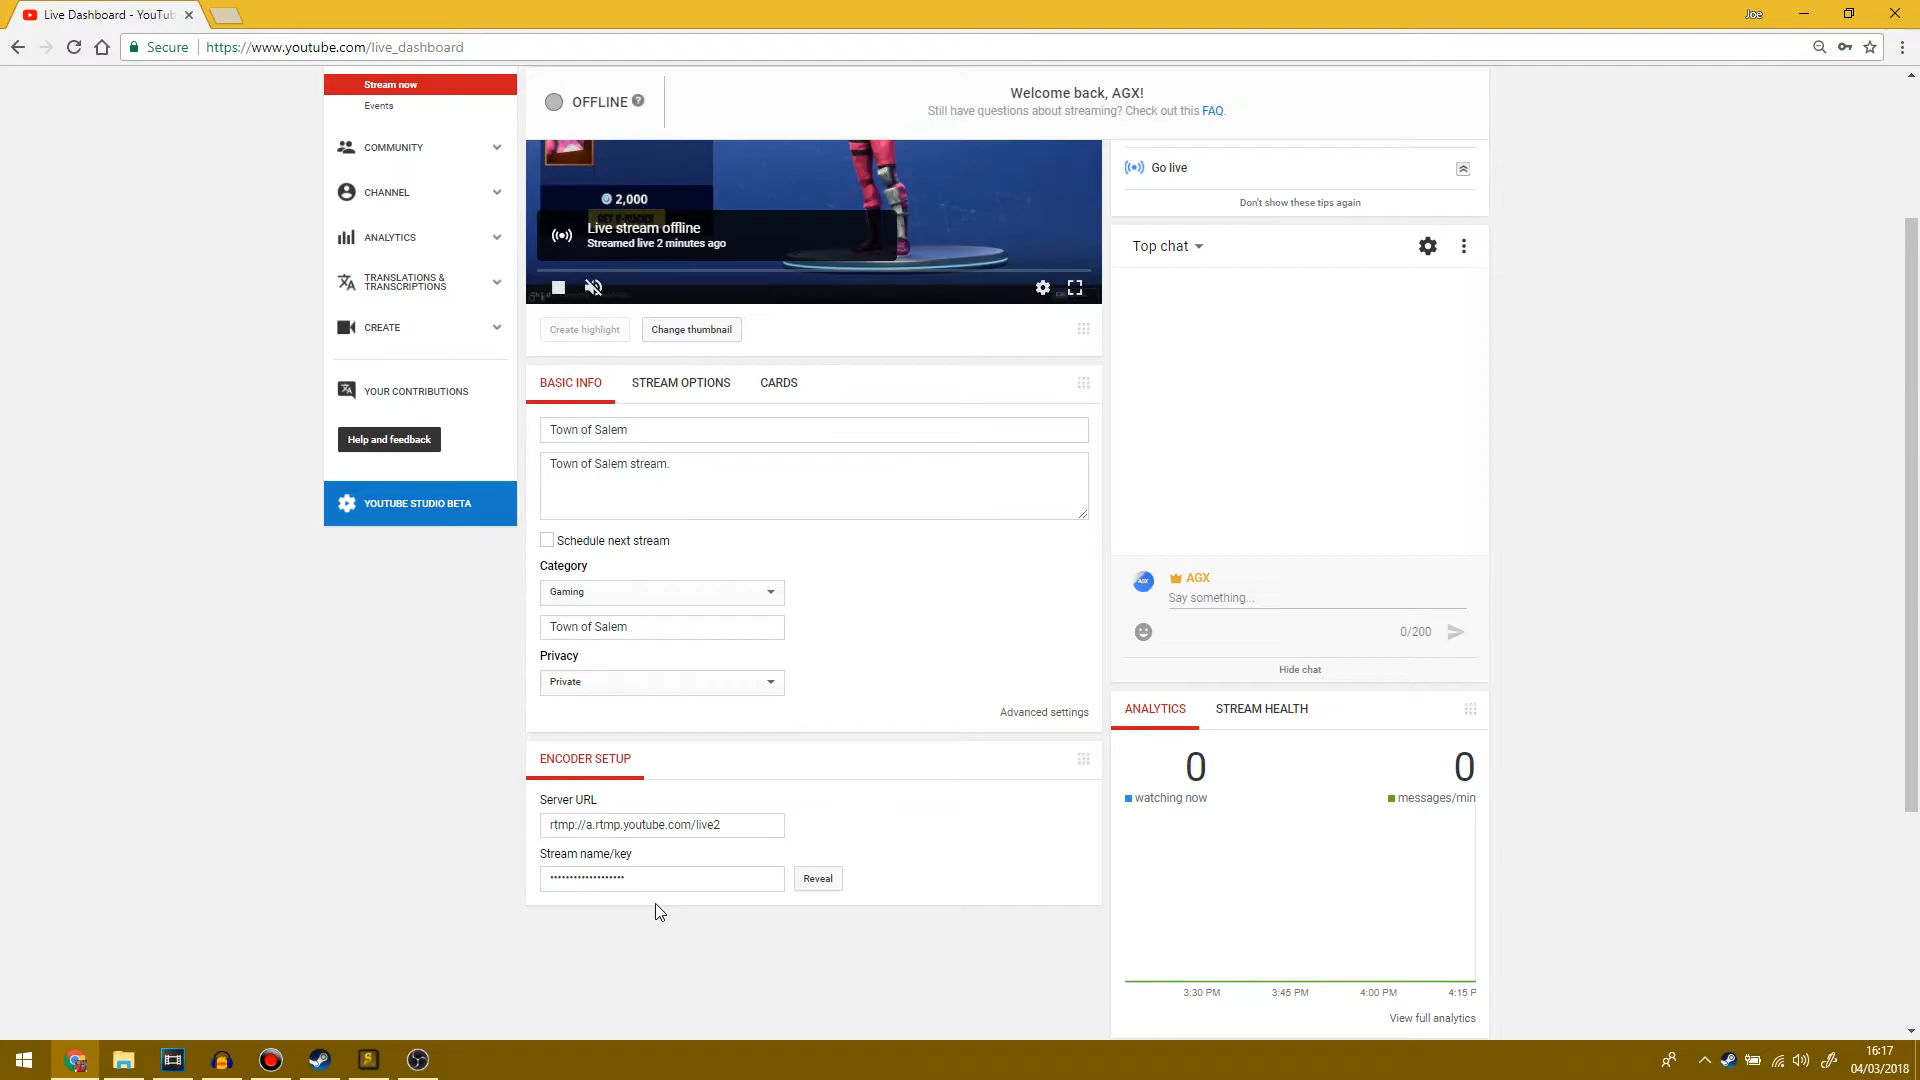 Live Dashboard - YouTub
Joe
Secure
https://www.youtube.com/live_dashboard
Stream now
Events
COMMUNITY
CHANNEL
ANALYTICS
TRANSLATIONS &
TRANSCRIPTIONS
CREATE
YOUR CONTRIBUTIONS
Help and feedback
YOUTUBE STUDIO BETA
OFFLINE ?
Welcome back, AGX!
Still have questions about streaming? Check out this FAQ.
2,000
Live stream offline
Streamed live 2 minutes ago
Create highlight
Change thumbnail
BASIC INFO
STREAM OPTIONS
CARDS
Town of Salem
Town of Salem stream.
Schedule next stream
Category
Gaming
Town of Salem
Privacy
Private
Advanced settings
ENCODER SETUP
Server URL
rtmp://a.rtmp.youtube.com/live2
Stream name/key
•••••••••••••••••••
Reveal
Go live
Don't show these tips again
Top chat
AGX
Say something...
0/200
Hide chat
ANALYTICS
STREAM HEALTH
0
0
watching now
messages/min
3:30 PM
3:45 PM
4:00 PM
4:15 P
View full analytics
16:17
04/03/2018